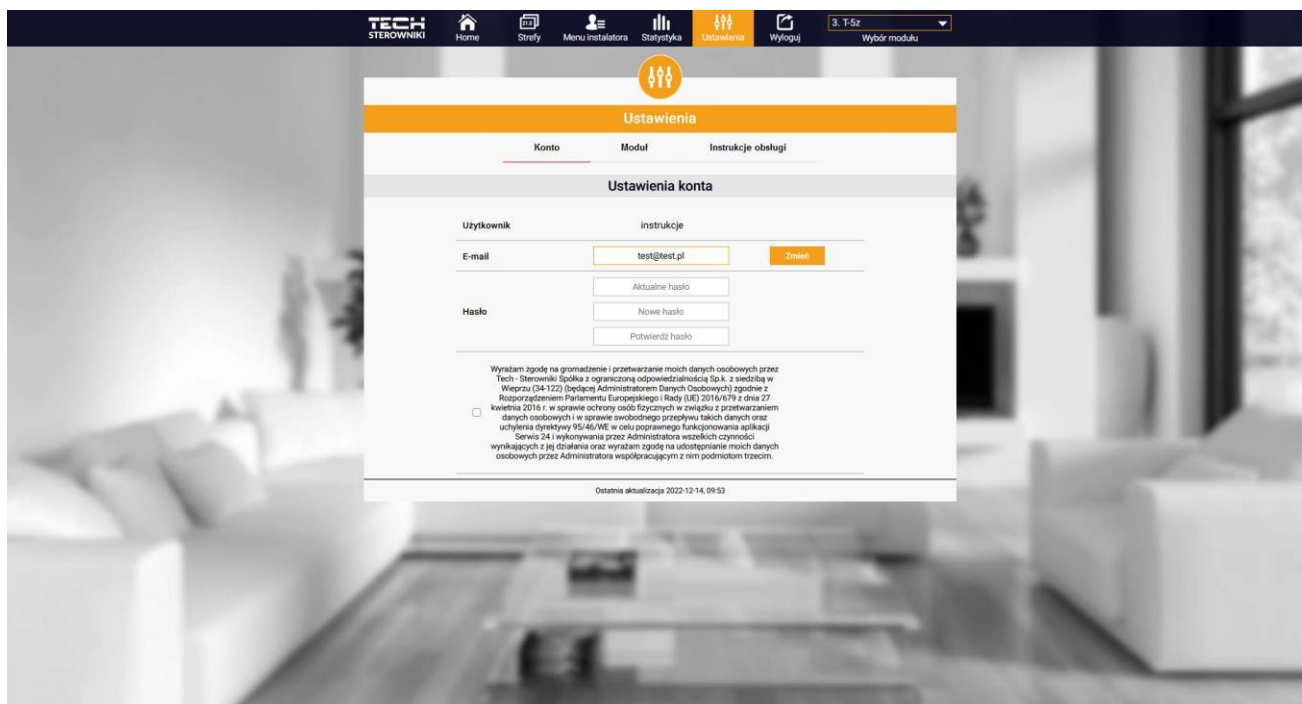 TECH
STEROWNIKI
Home
21.0
Strefy
Menu instalatora
Statystyka
Ustawienia
Wyloguj
3. T-5z
Wybór modułu
Ustawienia
Konto
Moduł
Instrukcje obsługi
Ustawienia konta
Użytkownik
instrukcje
E-mail
test@test.pl
Zmień
Aktualne hasło
Hasło
Nowe hasło
Potwierdź hasło
Wyrażam zgodę na gromadzenie i przetwarzanie moich danych osobowych przez
Tech - Sterowniki Spółka z ograniczoną odpowiedzialnością Sp.k. z siedzibą w
Wieprzu (34-122) (będącej Administratorem Danych Osobowych) zgodnie z
Rozporządzeniem Parlamentu Europejskiego i Rady (UE) 2016/679 z dnia 27
kwietnia 2016 r. w sprawie ochrony osób fizycznych w związku z przetwarzaniem
danych osobowych i w sprawie swobodnego przepływu takich danych oraz
uchylenia dyrektywy 95/46/WE w celu poprawnego funkcjonowania aplikacji
Serwis 24 i wykonywania przez Administratora wszelkich czynności
wynikających z jej działania oraz wyrażam zgodę na udostępnianie moich danych
osobowych przez Administratora współpracującym z nim podmiotom trzecim.
Ostatnia aktualizacja 2022-12-14, 09:53